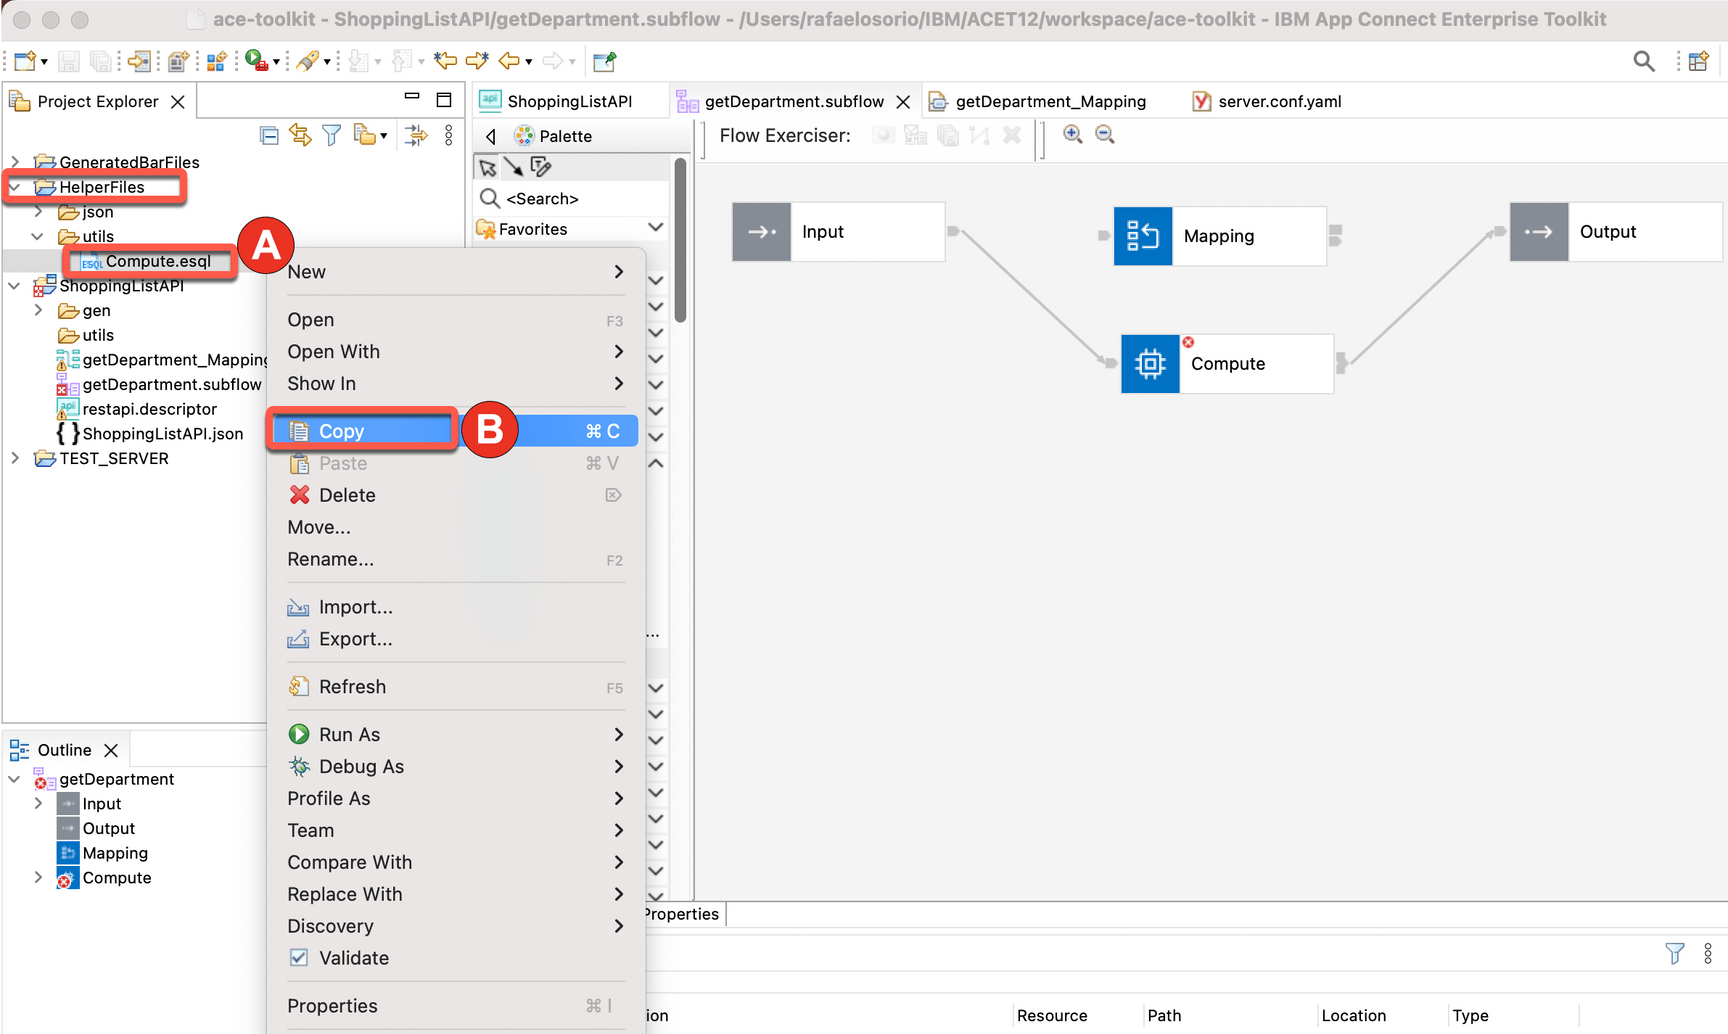 ace-toolkit - ShoppingListAPI/getDepartment.subflow - /Users/rafaelosorio/IBM/ACET12/workspace/ace-toolkit - IBM App Connect Enterprise Toolkit
Project Explorer
GeneratedBarFiles
HelperFiles
json
utils
ESQL Compute.esql
ShoppingListAPI
gen
utils
getDepartment_Mapping
getDepartment.subflow
api restapi.descriptor
{ } ShoppingListAPI.json
TEST_SERVER
A
B
New
Open F3
Open With
Show In
Copy ⌘ C
Paste ⌘ V
Delete
Move...
Rename... F2
Import...
Export...
Refresh F5
Run As
Debug As
Profile As
Team
Compare With
Replace With
Discovery
Validate
Properties ⌘ I
Outline
getDepartment
Input
Output
Mapping
Compute
api ShoppingListAPI
getDepartment.subflow
getDepartment_Mapping
Y server.conf.yaml
Palette
<Search>
Favorites
...
Flow Exerciser:
Input
Mapping
Compute
Output
Properties
ion
Resource
Path
Location
Type